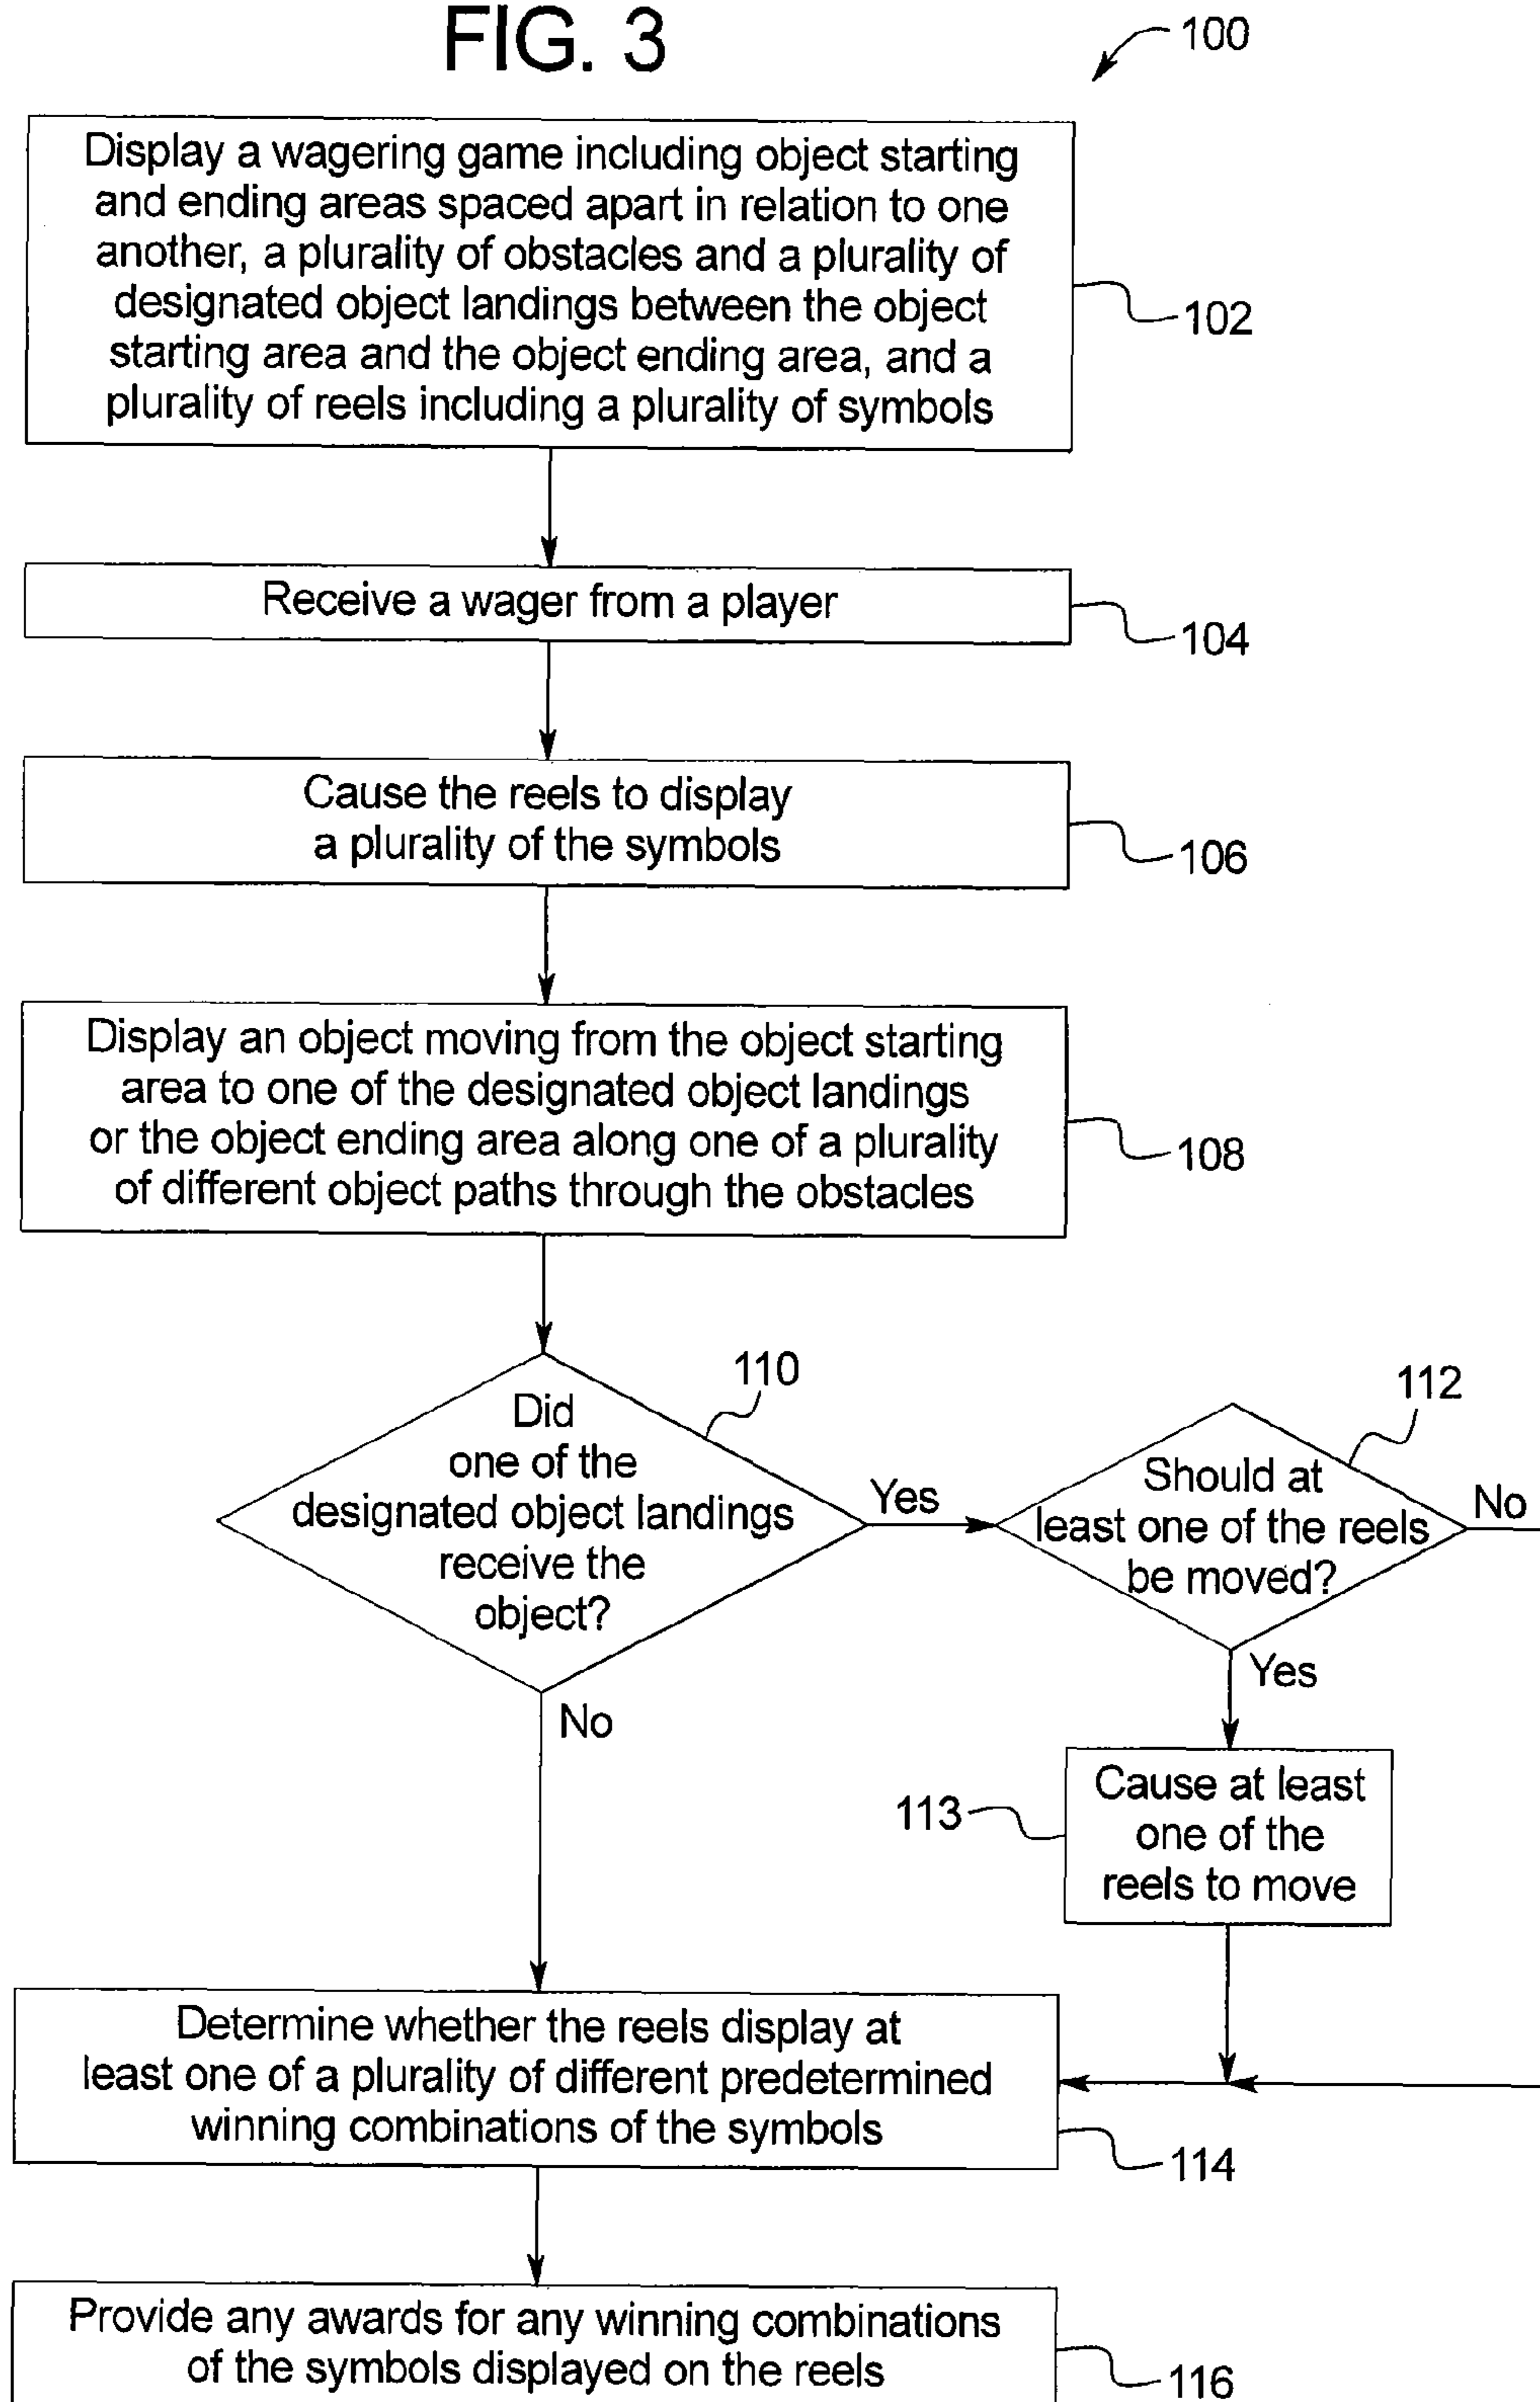 FIG. 3
100
Display a wagering game including object starting
and ending areas spaced apart in relation to one
another, a plurality of obstacles and a plurality of
designated object landings between the object
starting area and the object ending area, and a
plurality of reels including a plurality of symbols
102
Receive a wager from a player
104
Cause the reels to display
a plurality of the symbols
106
Display an object moving from the object starting
area to one of the designated object landings
or the object ending area along one of a plurality
of different object paths through the obstacles
108
110
Did
one of the
designated object landings
receive the
object?
Yes
No
112
Should at
least one of the reels
be moved?
No
Yes
113
Cause at least
one of the
reels to move
Determine whether the reels display at
least one of a plurality of different predetermined
winning combinations of the symbols
114
Provide any awards for any winning combinations
of the symbols displayed on the reels
116